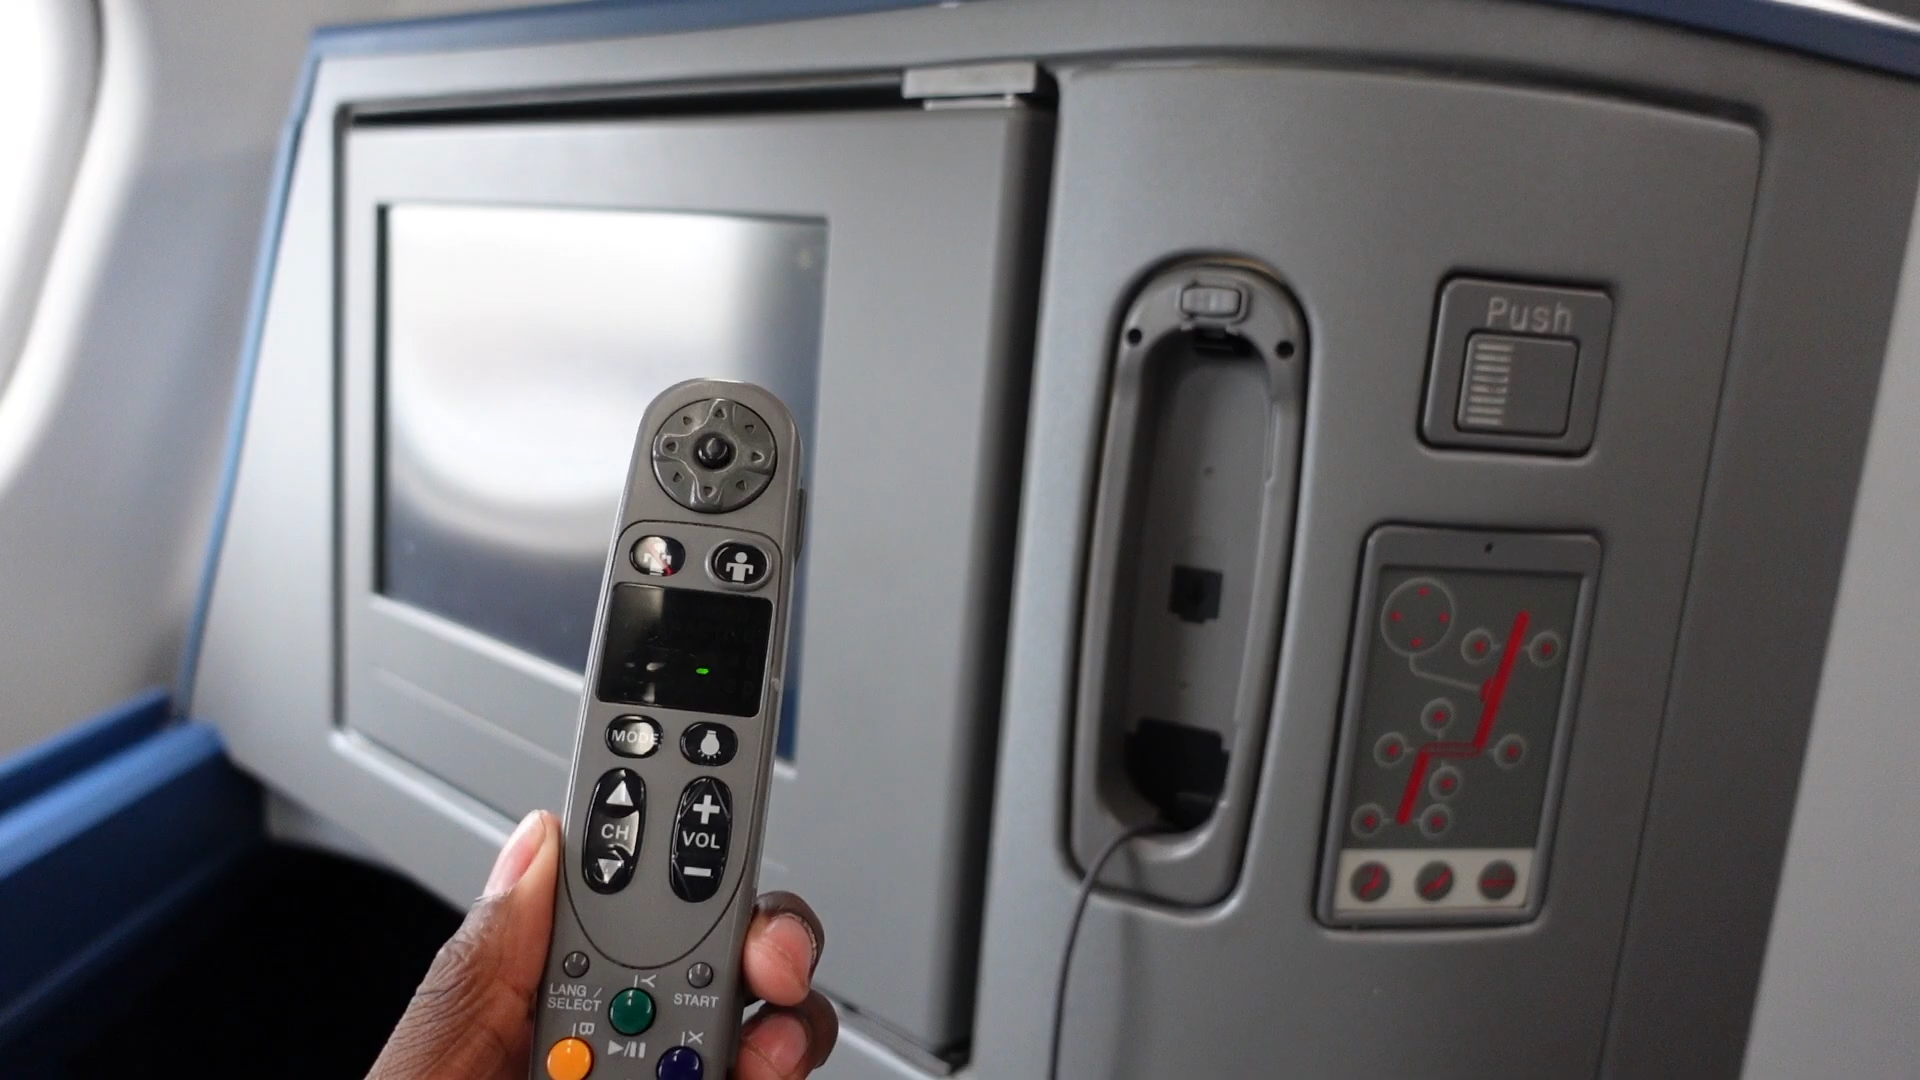 Push
MODE
CH
+
VOL
−
LANG /
SELECT
START
Y
B
X